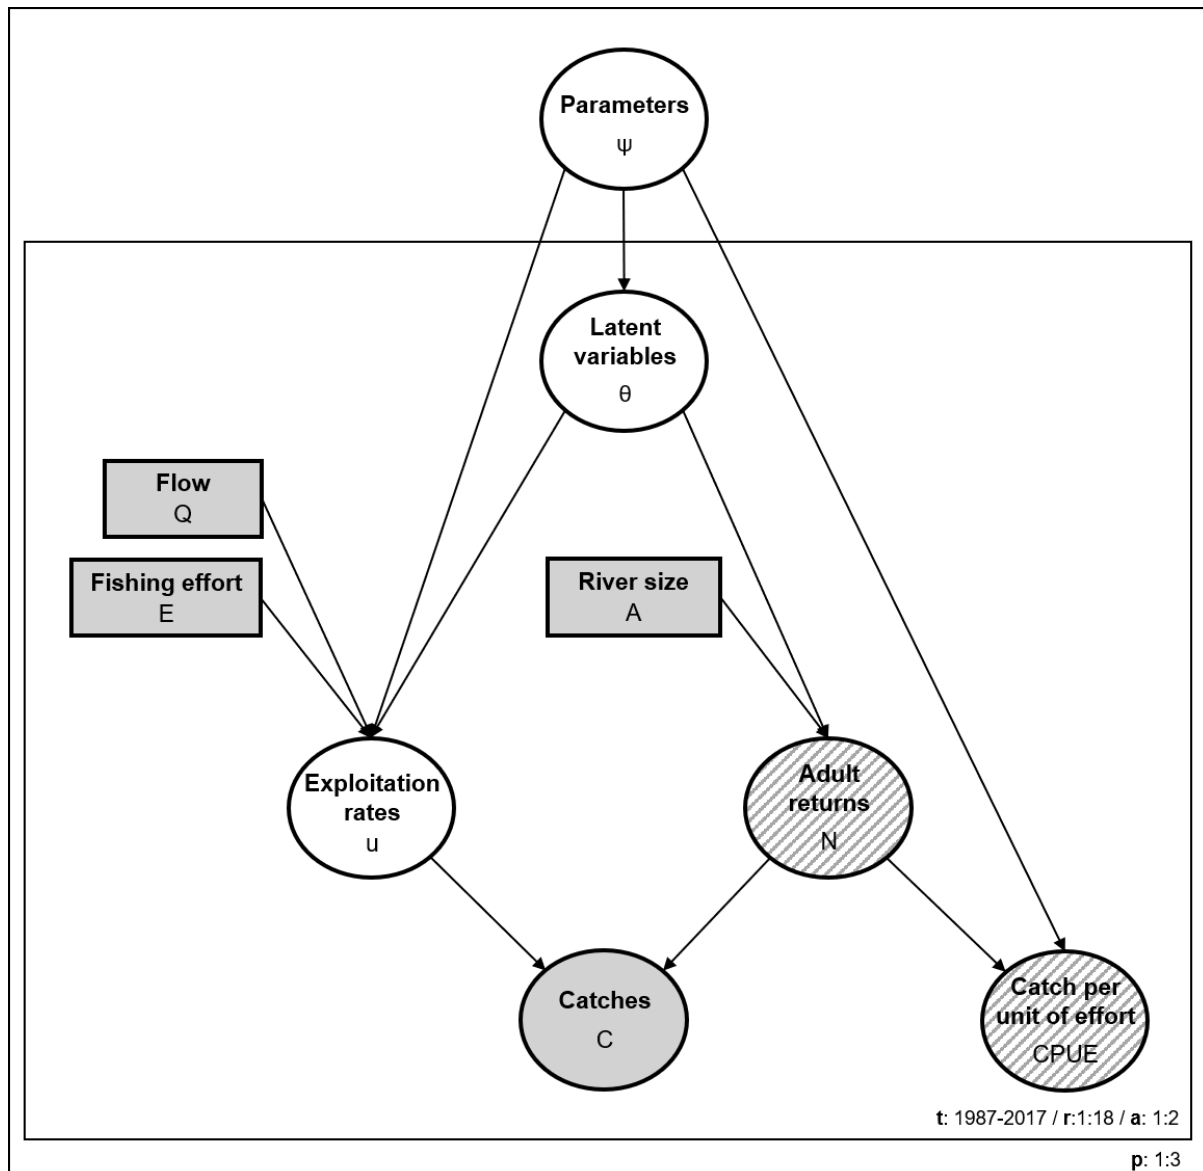 Parameters
ψ
Latent
variables
θ
Flow
Q
Fishing effort
E
River size
A
Exploitation
rates
u
Adult
returns
N
Catches
C
Catch per
unit of effort
CPUE
t: 1987-2017 / r:1:18 / a: 1:2
p: 1:3